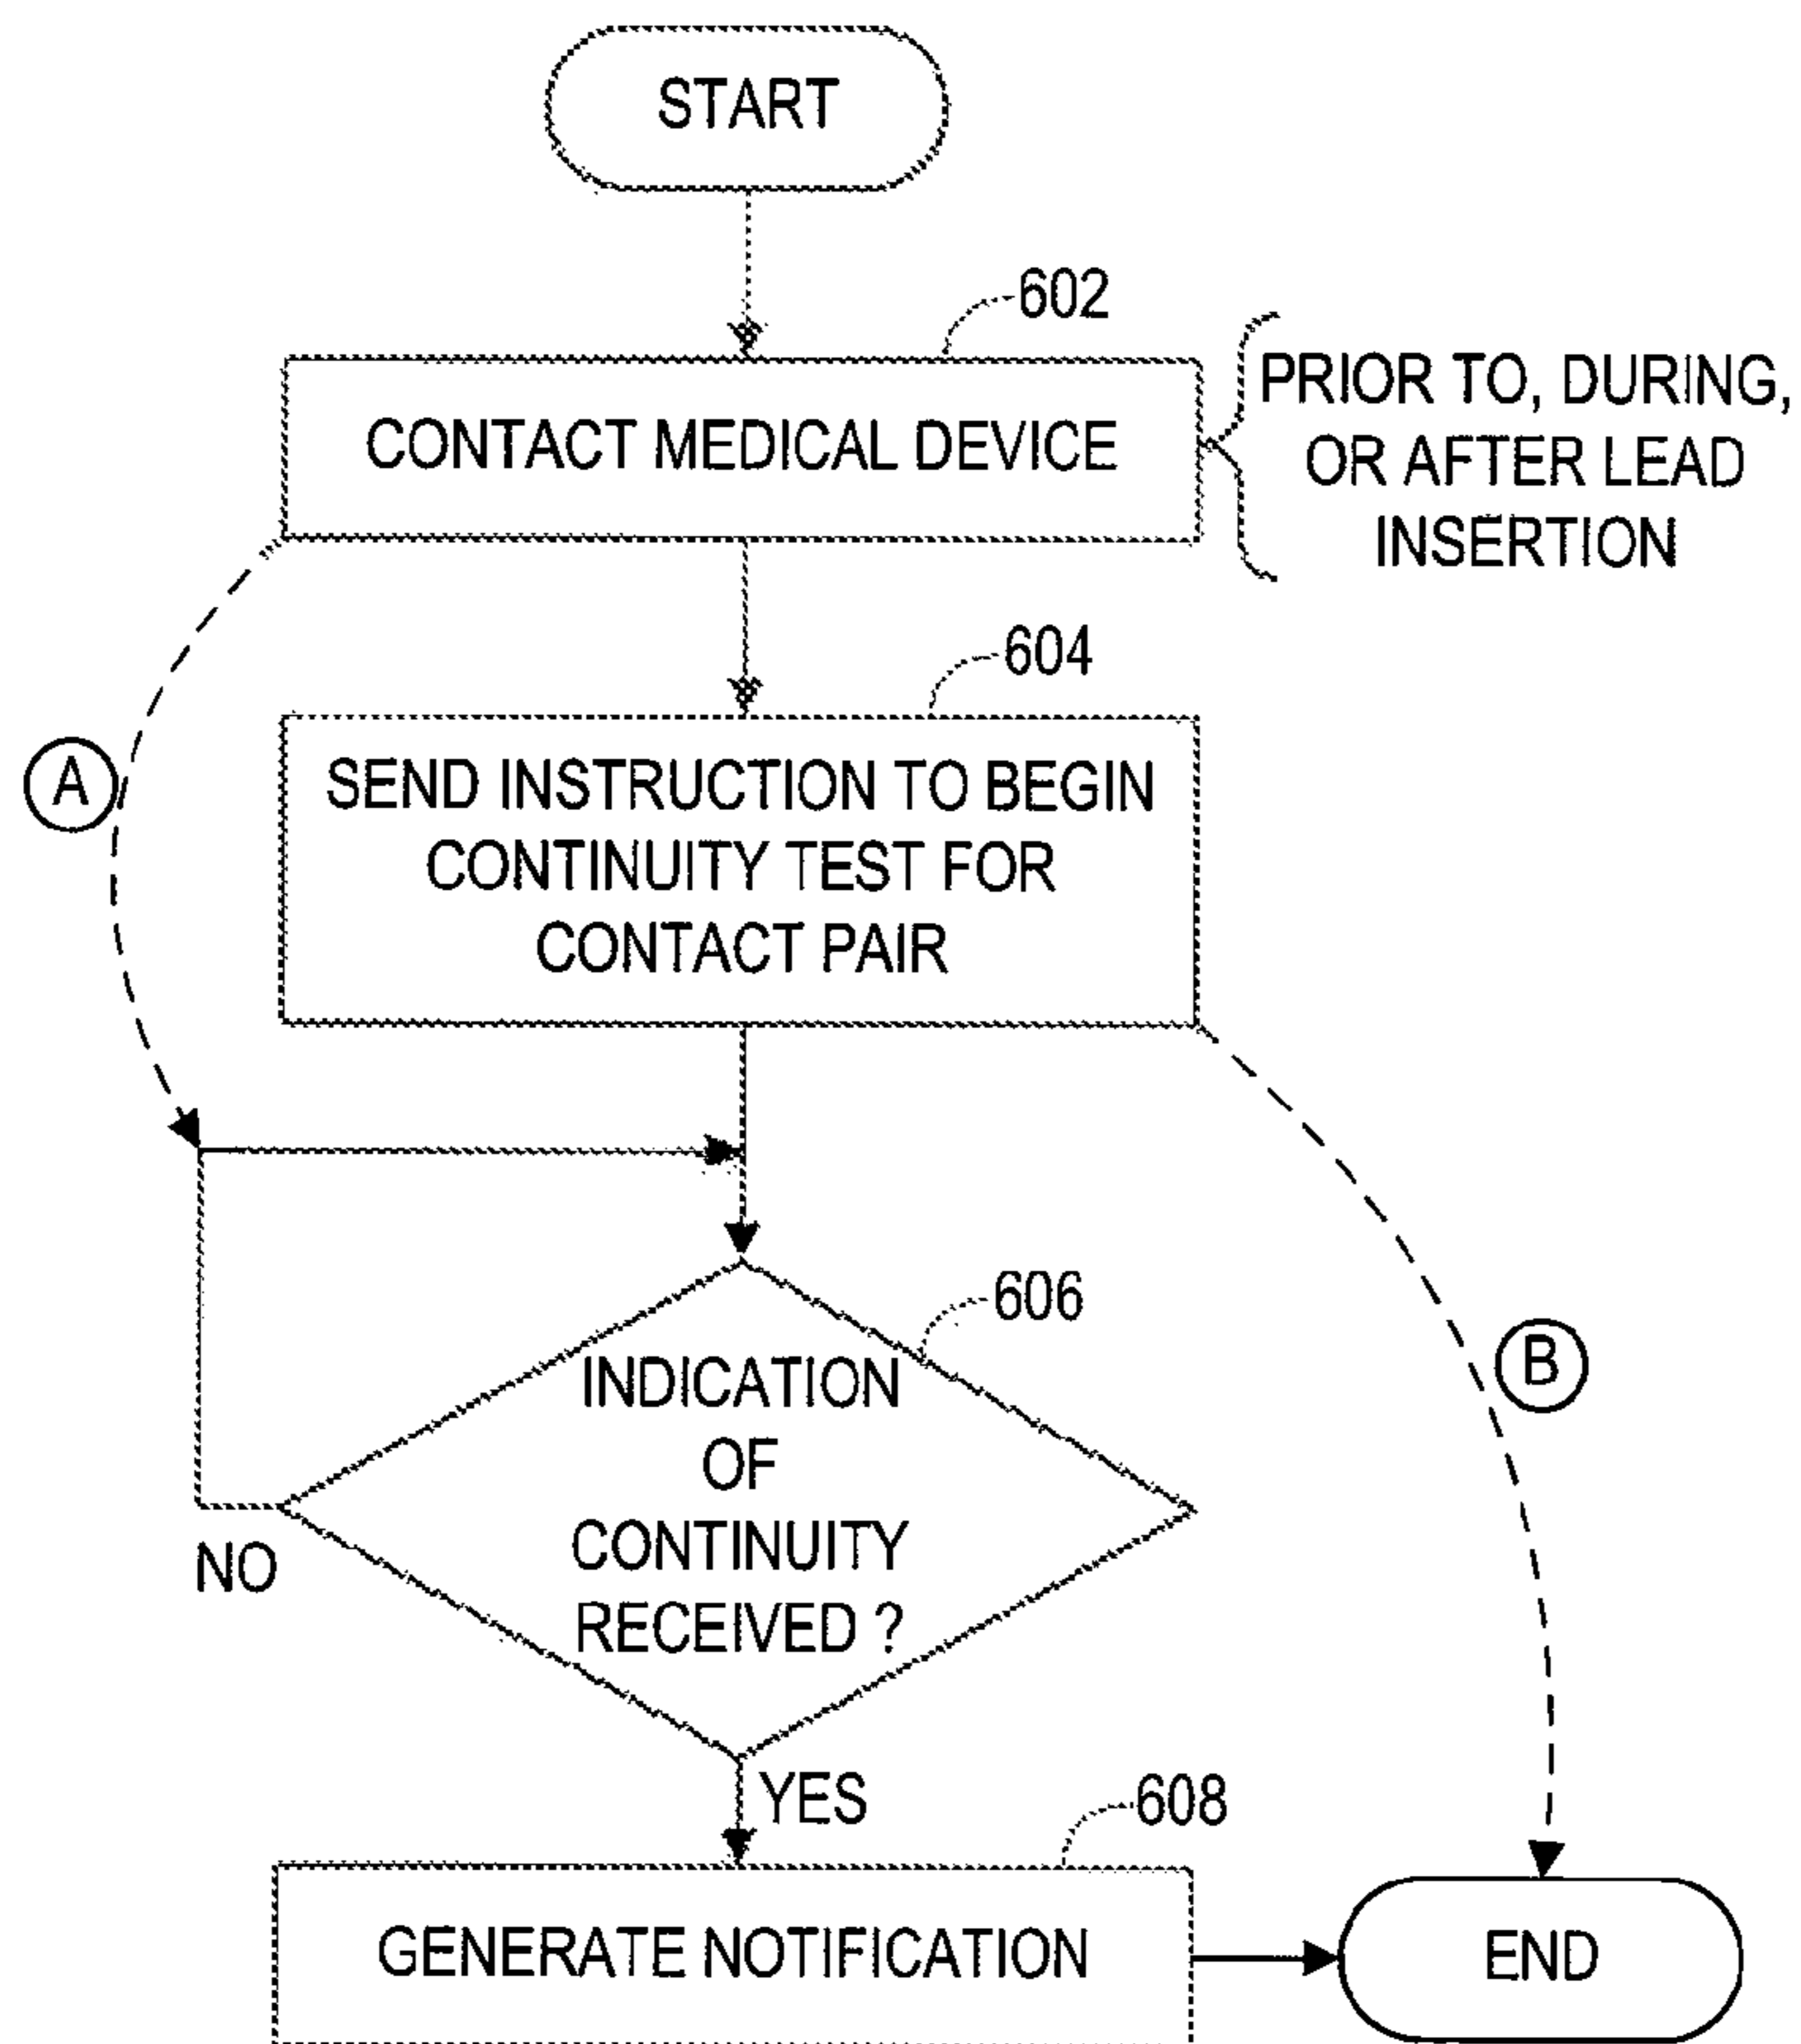 START
602
CONTACT MEDICAL DEVICE
PRIOR TO, DURING,
OR AFTER LEAD
INSERTION
604
A
SEND INSTRUCTION TO BEGIN
CONTINUITY TEST FOR
CONTACT PAIR
606
B
INDICATION
OF
CONTINUITY
RECEIVED ?
NO
YES
608
GENERATE NOTIFICATION
END